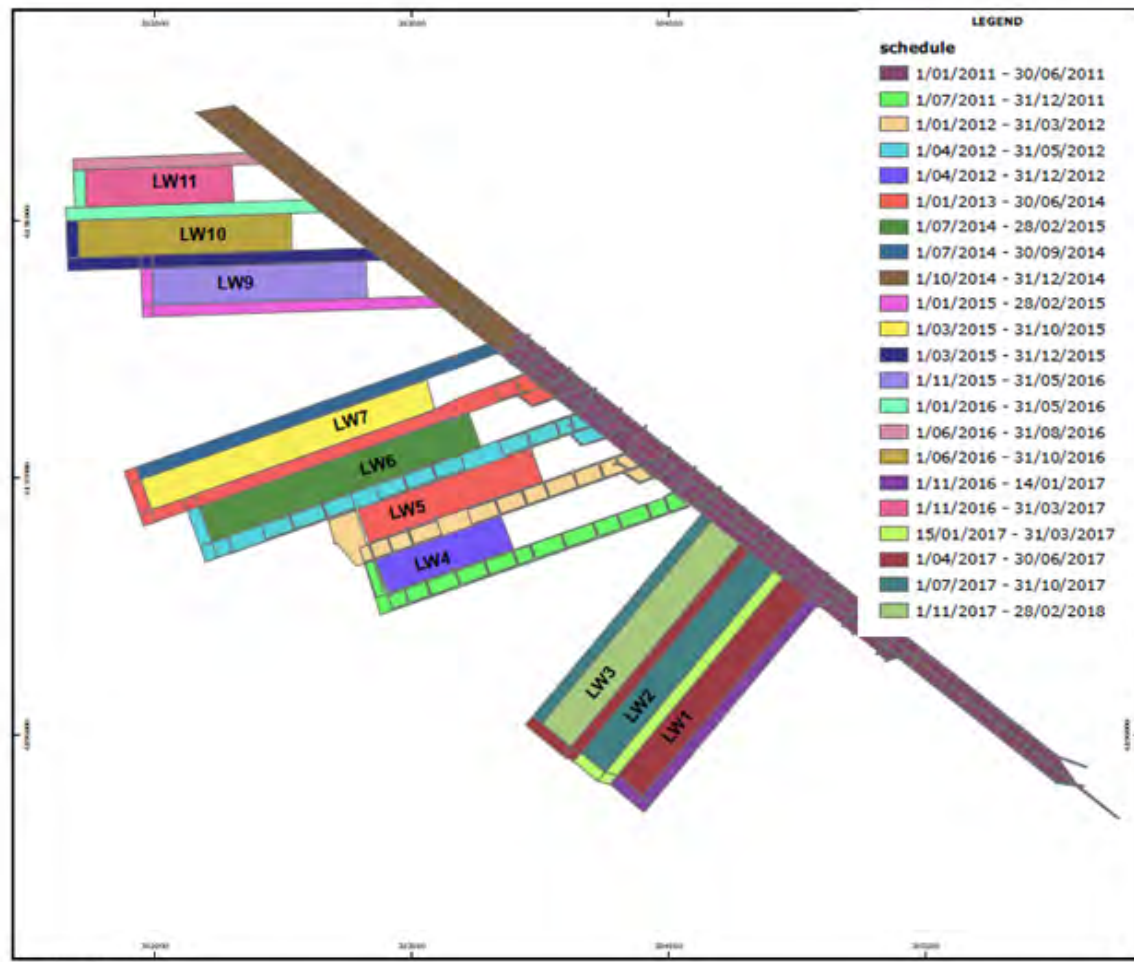 LEGEND
schedule
1/01/2011 - 30/06/2011
1/07/2011 - 31/12/2011
1/01/2012 - 31/03/2012
1/04/2012 - 31/05/2012
1/04/2012 - 31/12/2012
1/01/2013 - 30/06/2014
1/07/2014 - 28/02/2015
1/07/2014 - 30/09/2014
1/10/2014 - 31/12/2014
1/01/2015 - 28/02/2015
1/03/2015 - 31/10/2015
1/03/2015 - 31/12/2015
1/11/2015 - 31/05/2016
1/01/2016 - 31/05/2016
1/06/2016 - 31/08/2016
1/06/2016 - 31/10/2016
1/11/2016 - 14/01/2017
1/11/2016 - 31/03/2017
15/01/2017 - 31/03/2017
1/04/2017 - 30/06/2017
1/07/2017 - 31/10/2017
1/11/2017 - 28/02/2018
LW11
LW10
LW9
LW7
LW6
LW5
LW4
LW3
LW2
LW1